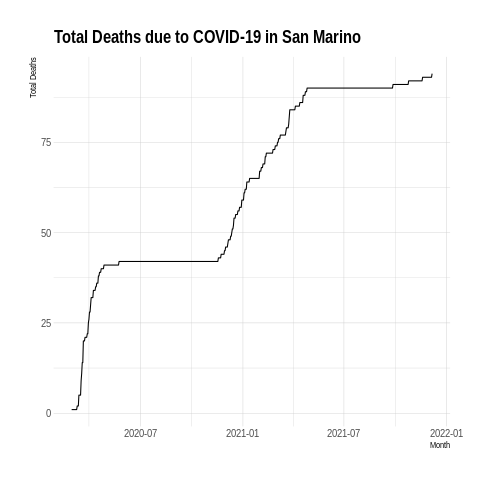 Total Deaths due to COVID-19 in San Marino
Total Deaths
75
50
25
0
2020-07 2021-01 2021-07 2022-01
Month